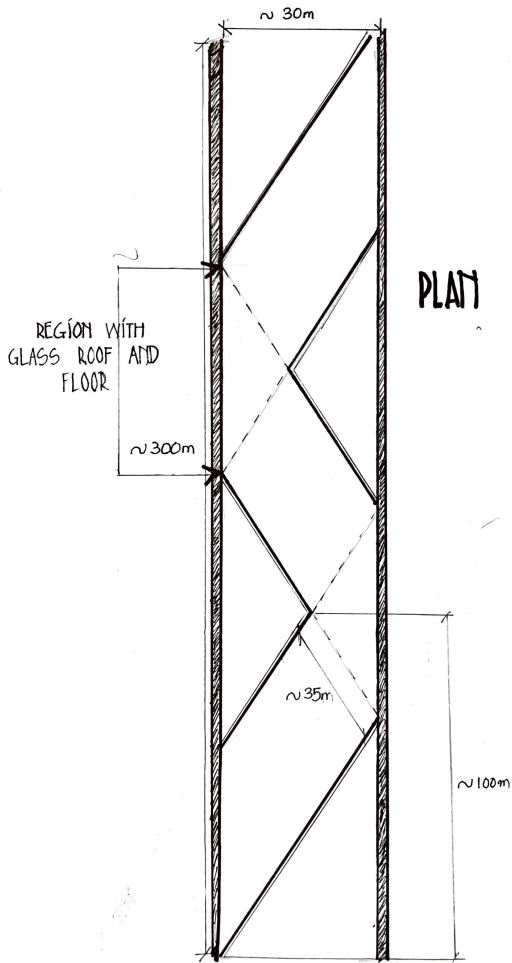 ~ 30m
PLAN
REGION WITH
GLASS ROOF AND
FLOOR
~300m
~35m
~100m